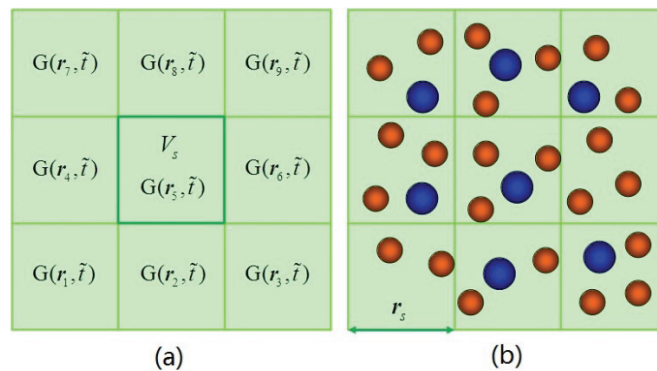 G(r₇, t̃) G(r₈, t̃) G(r₉, t̃)
Vₛ
G(r₄, t̃) G(r₅, t̃) G(r₆, t̃)
G(r₁, t̃) G(r₂, t̃) G(r₃, t̃)
rₛ
(a) (b)